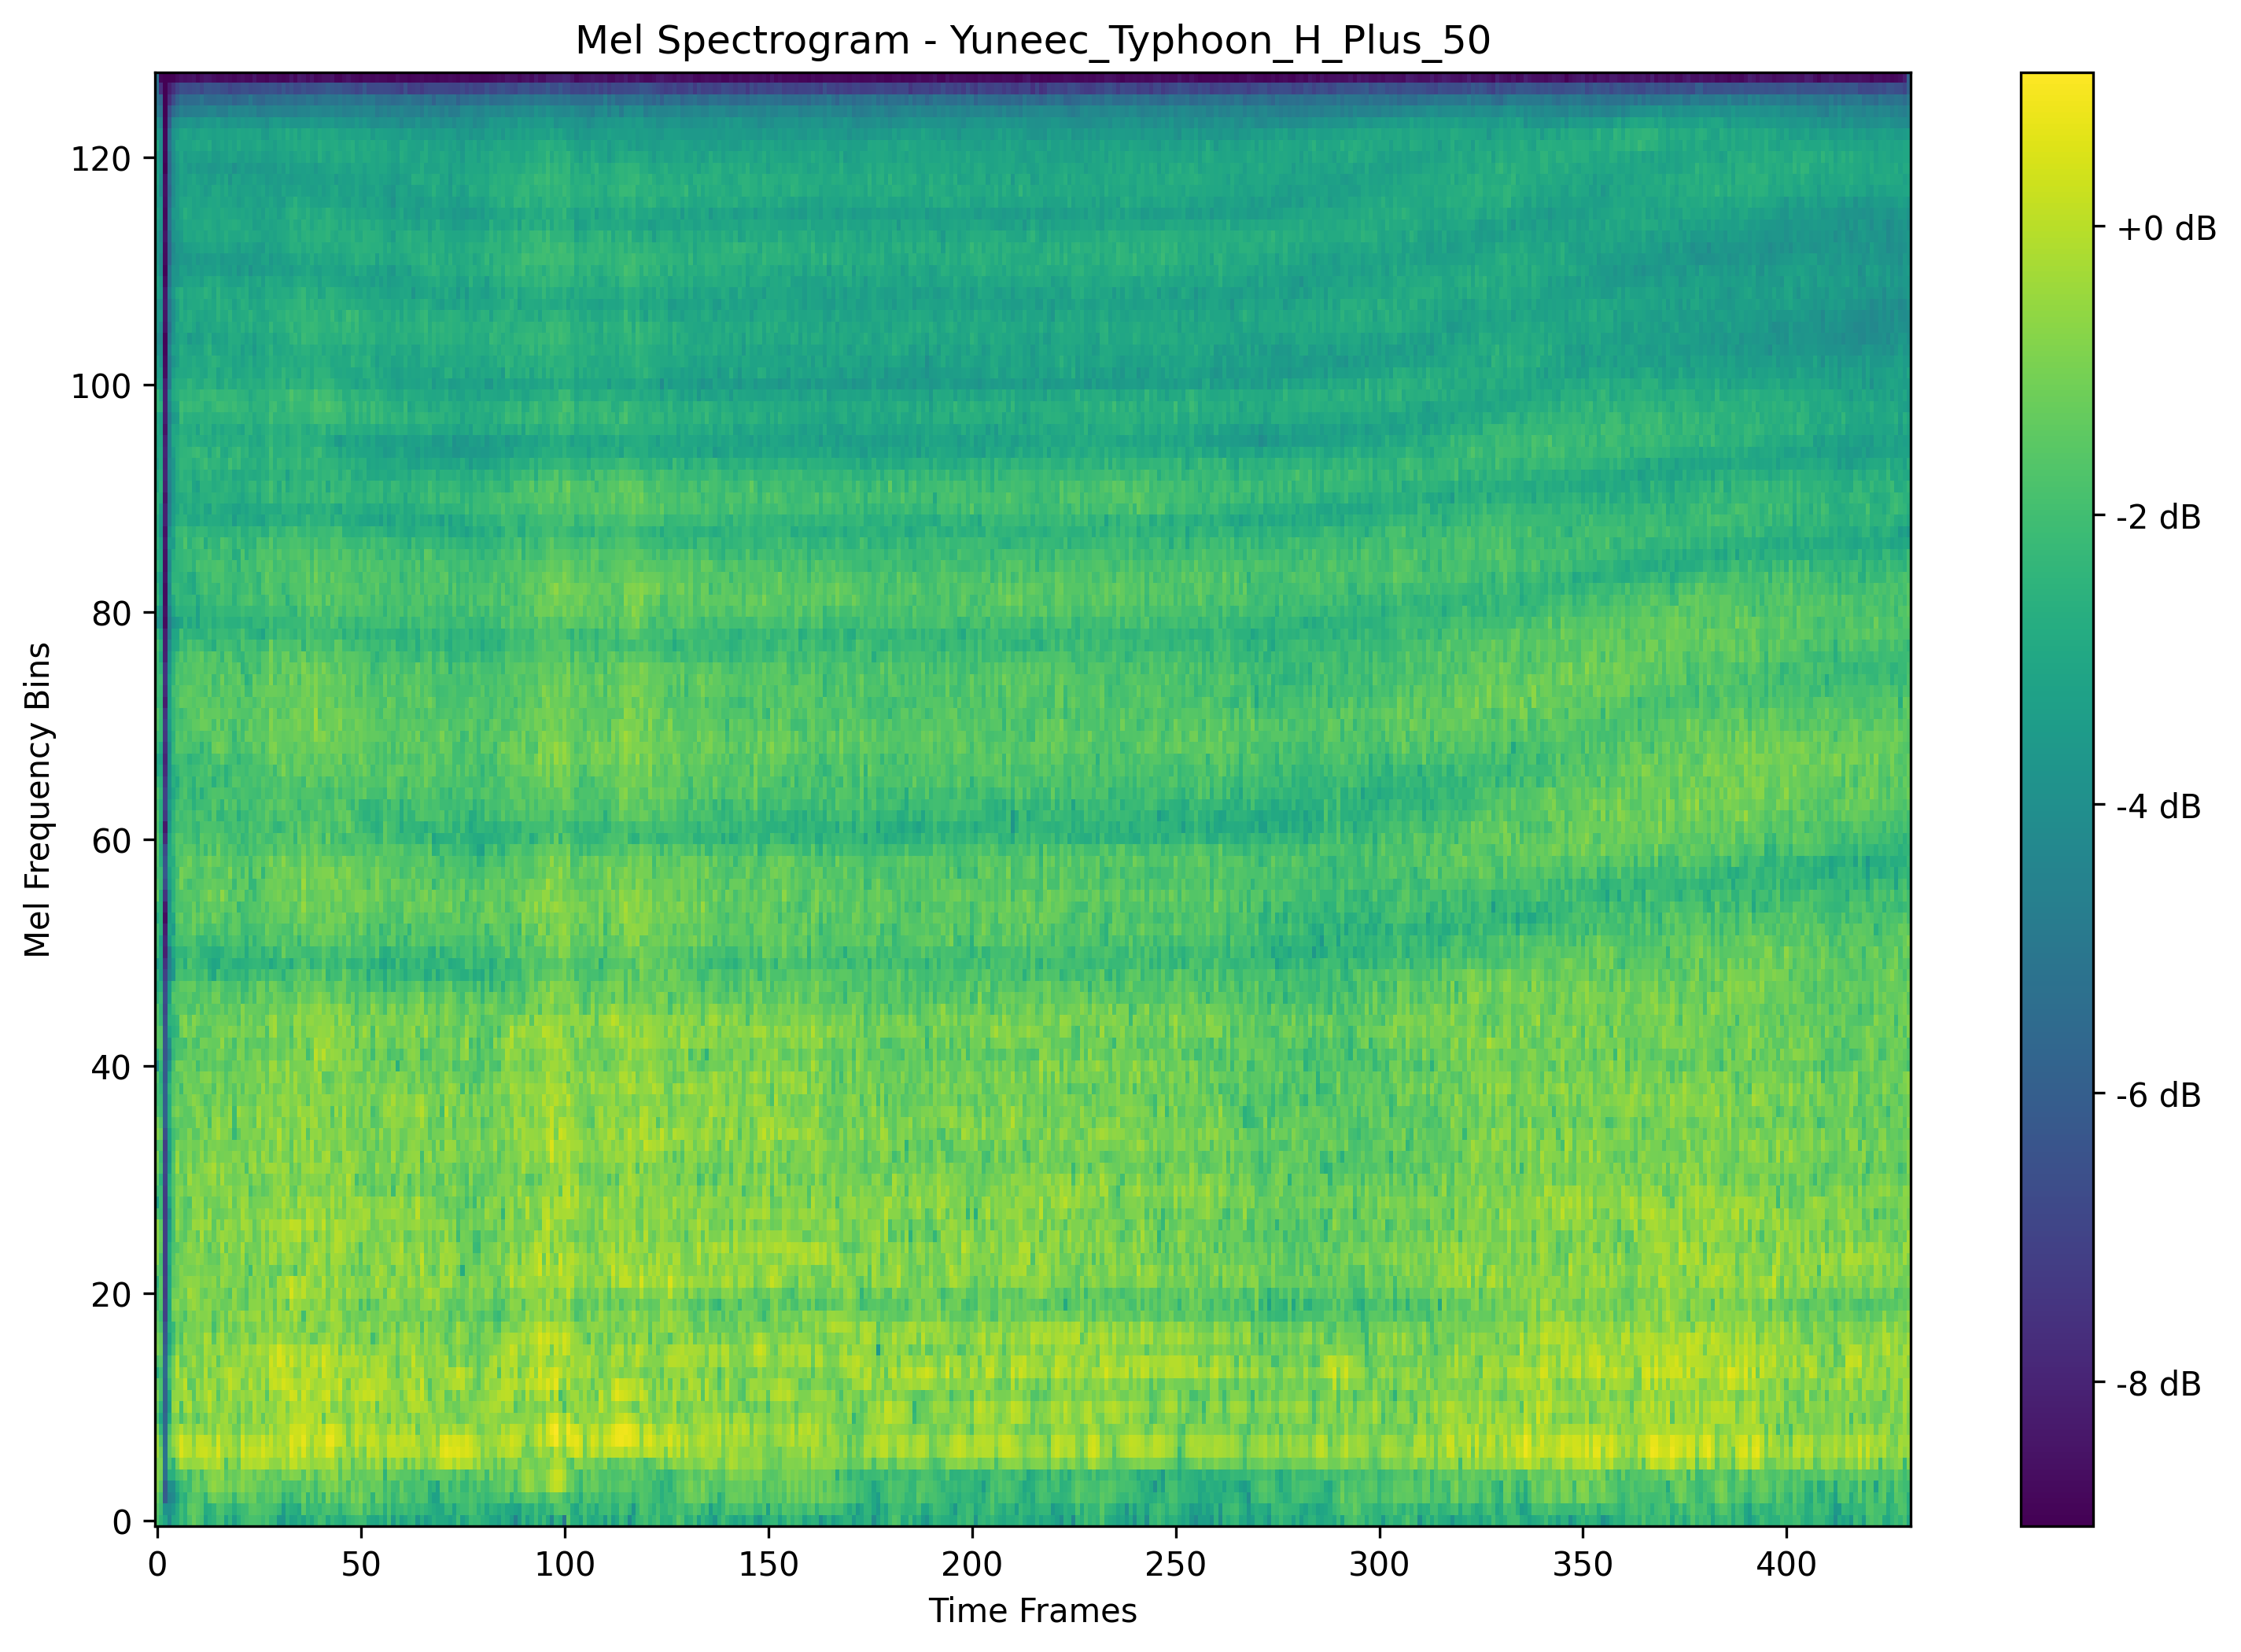 Mel Spectrogram - Yuneec_Typhoon_H_Plus_50
Mel Frequency Bins
120
100
80
60
40
20
0
0 50 100 150 200 250 300 350 400
Time Frames
+0 dB
-2 dB
-4 dB
-6 dB
-8 dB